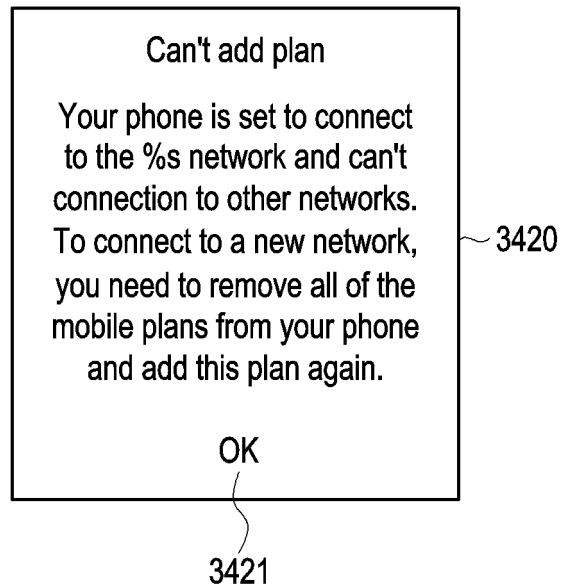 Can't add plan
Your phone is set to connect
to the %s network and can't
connection to other networks.
To connect to a new network,
you need to remove all of the
mobile plans from your phone
and add this plan again.
OK
3420
3421